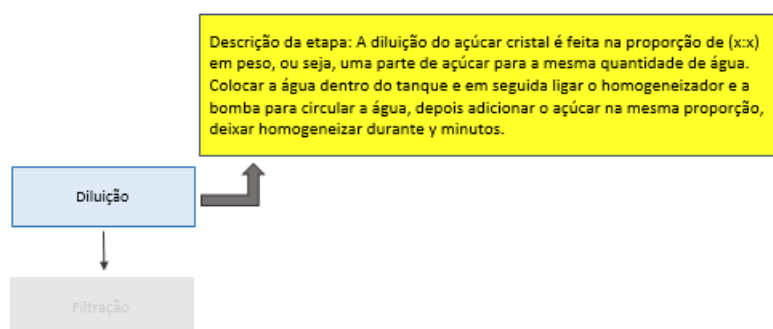 Descrição da etapa: A diluição do açúcar cristal é feita na proporção de (x:x)
em peso, ou seja, uma parte de açúcar para a mesma quantidade de água.
Colocar a água dentro do tanque e em seguida ligar o homogeneizador e a
bomba para circular a água, depois adicionar o açúcar na mesma proporção,
deixar homogeneizar durante y minutos.
Diluição
Filtração